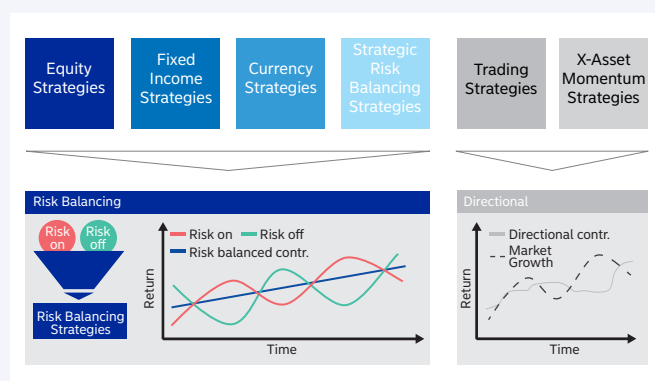 Equity
Strategies
Fixed
Income
Strategies
Currency
Strategies
Strategic
Risk
Balancing
Strategies
Trading
Strategies
X-Asset
Momentum
Strategies
Risk Balancing
Risk
on
Risk
off
Risk Balancing
Strategies
Risk on
Risk off
Risk balanced contr.
Return
Time
Directional
Directional contr.
Market
Growth
Return
Time